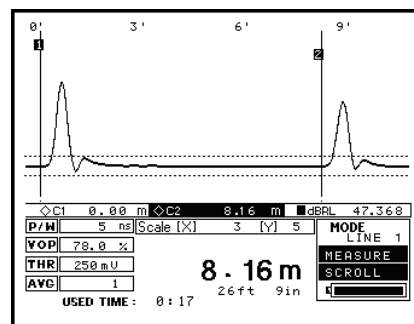 0' 3' 6' 9'
1 2
◇C1 0.00 m ◇C2 8.16 m ■dBRL 47.368
P/W 5 ns Scale [X] 3 [Y] 5 MODE
LINE 1
VOP 78.0 % MEASURE
THR 250 mV 8.16 m SCROLL
AVG 1 26ft 9in
USED TIME: 0:17